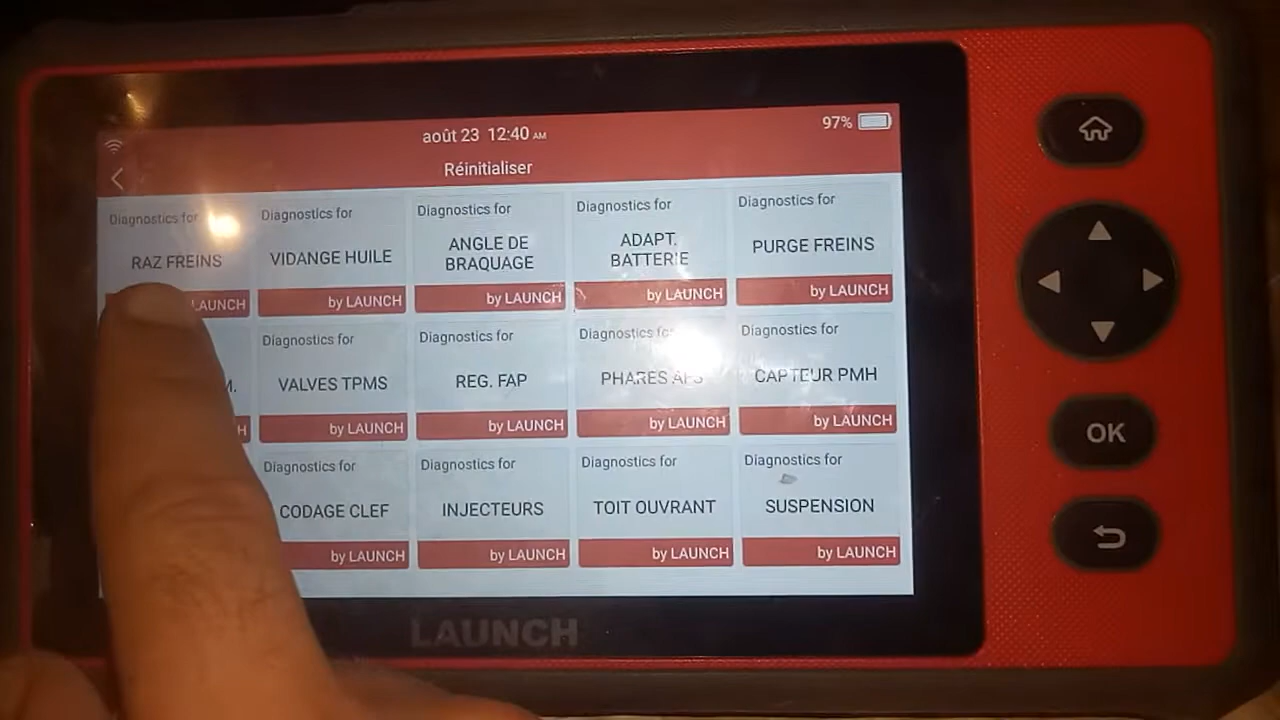 août 23 12:40 AM
97%
Réinitialiser
Diagnostics for
RAZ FREINS
LAUNCH
Diagnostics for
VIDANGE HUILE
by LAUNCH
Diagnostics for
ANGLE DE
BRAQUAGE
by LAUNCH
Diagnostics for
ADAPT.
BATTERIE
by LAUNCH
Diagnostics for
PURGE FREINS
by LAUNCH
Diagnostics for
VALVES TPMS
by LAUNCH
Diagnostics for
REG. FAP
by LAUNCH
Diagnostics for
PHARES AFS
by LAUNCH
Diagnostics for
CAPTEUR PMH
by LAUNCH
Diagnostics for
CODAGE CLEF
by LAUNCH
Diagnostics for
INJECTEURS
by LAUNCH
Diagnostics for
TOIT OUVRANT
by LAUNCH
Diagnostics for
SUSPENSION
by LAUNCH
LAUNCH
OK